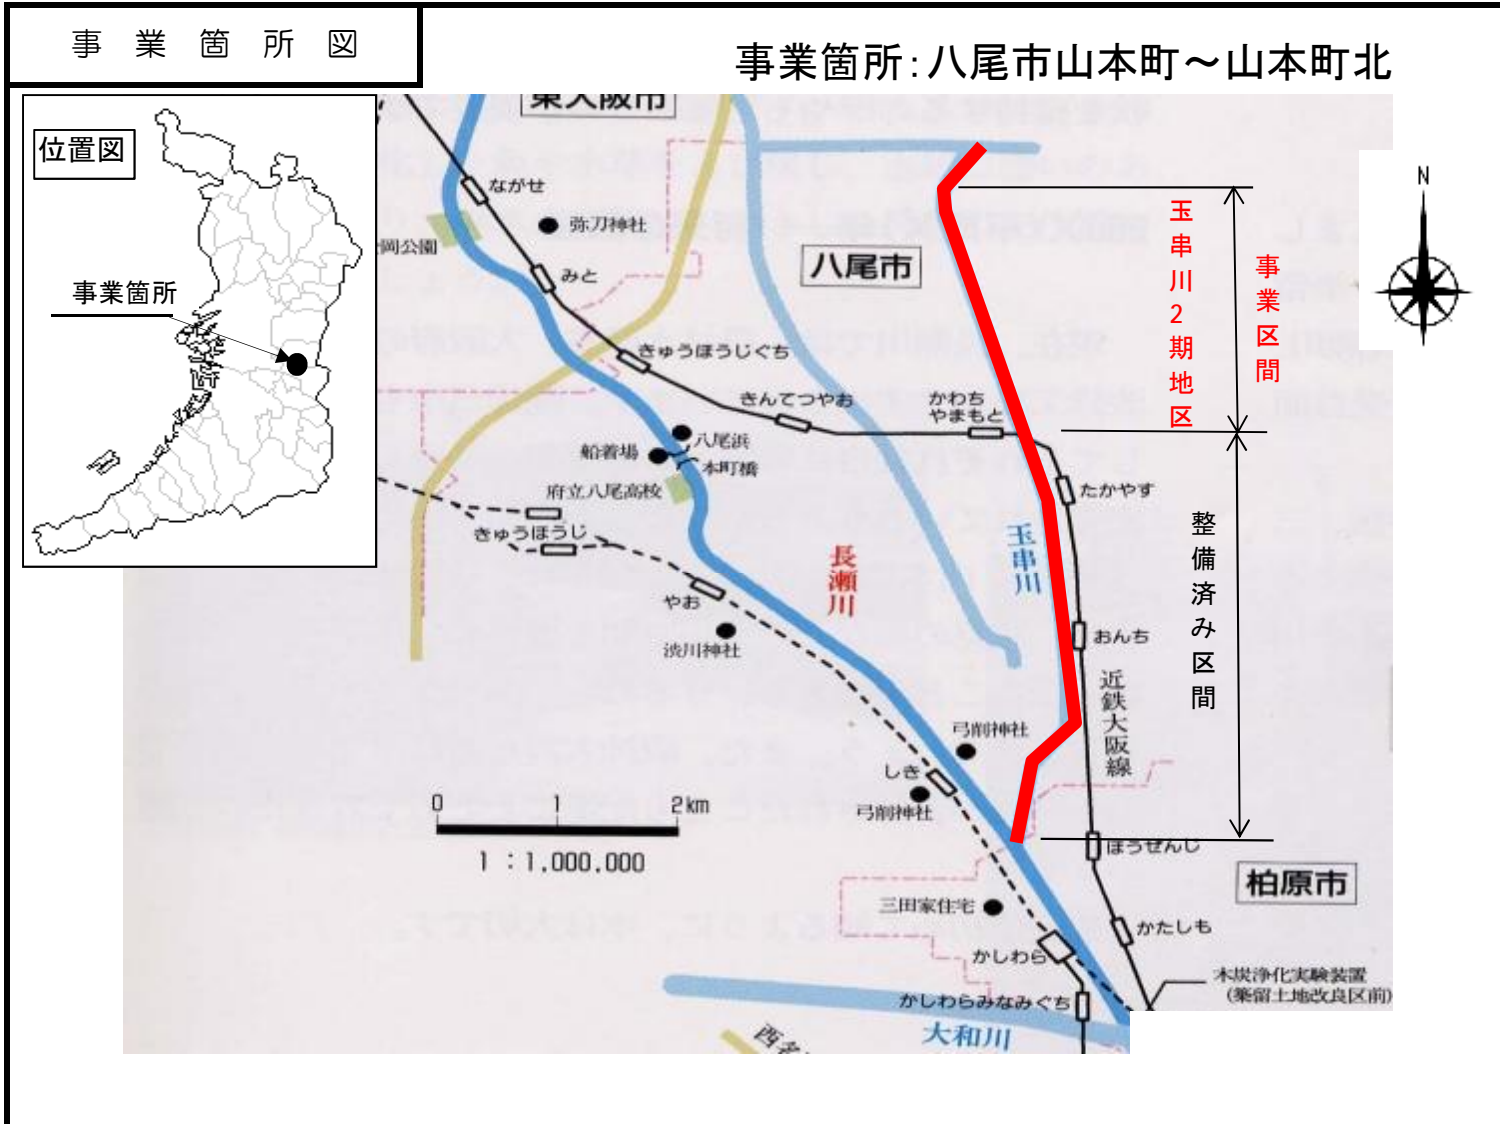 事業箇所図
事業箇所：八尾市山本町～山本町北
位置図
事業箇所
東大阪市
ながせ
弥刀神社
岡公園
みと
八尾市
きゅうほうじぐち
きんてつやお
かわち
やまもと
八尾浜
船着場
本町橋
府立八尾高校
きゅうほうじ
たかやす
玉串川
長瀬川
やお
渋川神社
おんち
近鉄大阪線
弓削神社
しき
弓削神社
0 1 2km
1：1,000,000
ほうぜんじ
柏原市
三田家住宅
かたしも
かしわら
木炭浄化実験装置
（築留土地改良区前）
かしわらみなみぐち
大和川
西名
玉串川2期地区
事業区間
整備済み区間
N